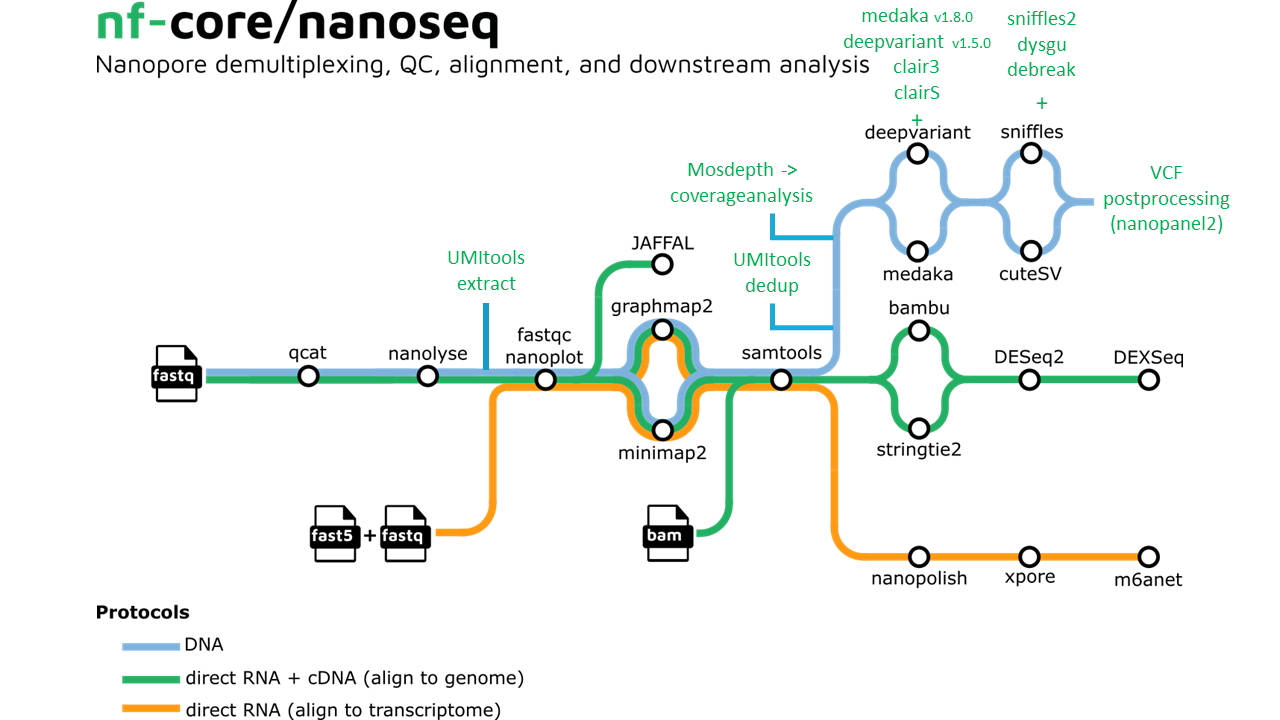 nf-core/nanoseq
Nanopore demultiplexing, QC, alignment, and downstream analysis
medaka v1.8.0
deepvariant v1.5.0
clair3
clairS
+
deepvariant
sniffles2
dysgu
debreak
+
sniffles
Mosdepth ->
coverageanalysis
VCF
postprocessing
(nanopanel2)
UMItools
extract
JAFFAL
UMItools
dedup
medaka
cuteSV
graphmap2
bambu
fastq
qcat
nanolyse
fastqc
nanoplot
samtools
DESeq2
DEXSeq
minimap2
stringtie2
fast5
+
fastq
bam
nanopolish
xpore
m6anet
Protocols
DNA
direct RNA + cDNA (align to genome)
direct RNA (align to transcriptome)